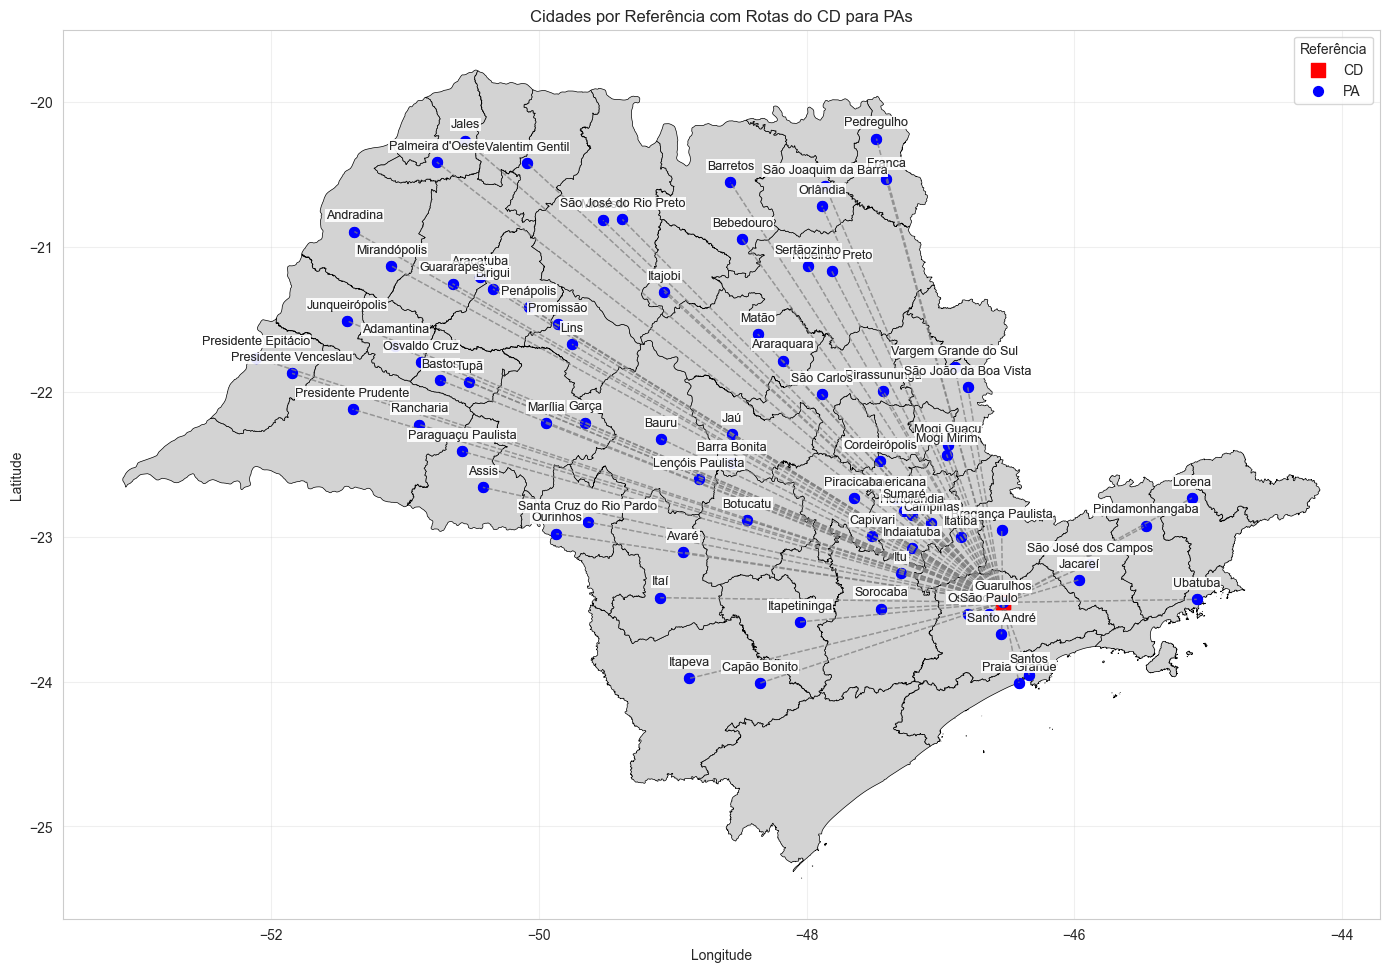 Cidades por Referência com Rotas do CD para PAs
Referência
CD
PA
Latitude
−20
−21
−22
−23
−24
−25
Pedregulho
Jales
Palmeira d'Oeste
Valentim Gentil
Barretos
Franca
São Joaquim da Barra
Orlândia
São José do Rio Preto
Andradina
Bebedouro
Mirandópolis
Sertãozinho
Ribeirão Preto
Araçatuba
Guararapes
Birigui
Itajobi
Penápolis
Junqueirópolis
Promissão
Matão
Adamantina
Lins
Araraquara
Presidente Epitácio
Osvaldo Cruz
Presidente Venceslau
Bastos
Tupã
Vargem Grande do Sul
São João da Boa Vista
São Carlos
Pirassununga
Presidente Prudente
Rancharia
Marília
Garça
Bauru
Jaú
Paraguaçu Paulista
Barra Bonita
Mogi Guaçu
Mogi Mirim
Cordeirópolis
Lençóis Paulista
Assis
Piracicaba
Americana
Lorena
Sumaré
Hortolândia
Campinas
Santa Cruz do Rio Pardo
Ourinhos
Botucatu
Capivari
Itatiba
Bragança Paulista
Pindamonhangaba
Indaiatuba
Avaré
Itu
São José dos Campos
Jacareí
Itaí
Sorocaba
Guarulhos
São Paulo
Ubatuba
Itapetininga
Santo André
Itapeva
Capão Bonito
Santos
Praia Grande
−52
−50
−48
−46
−44
Longitude